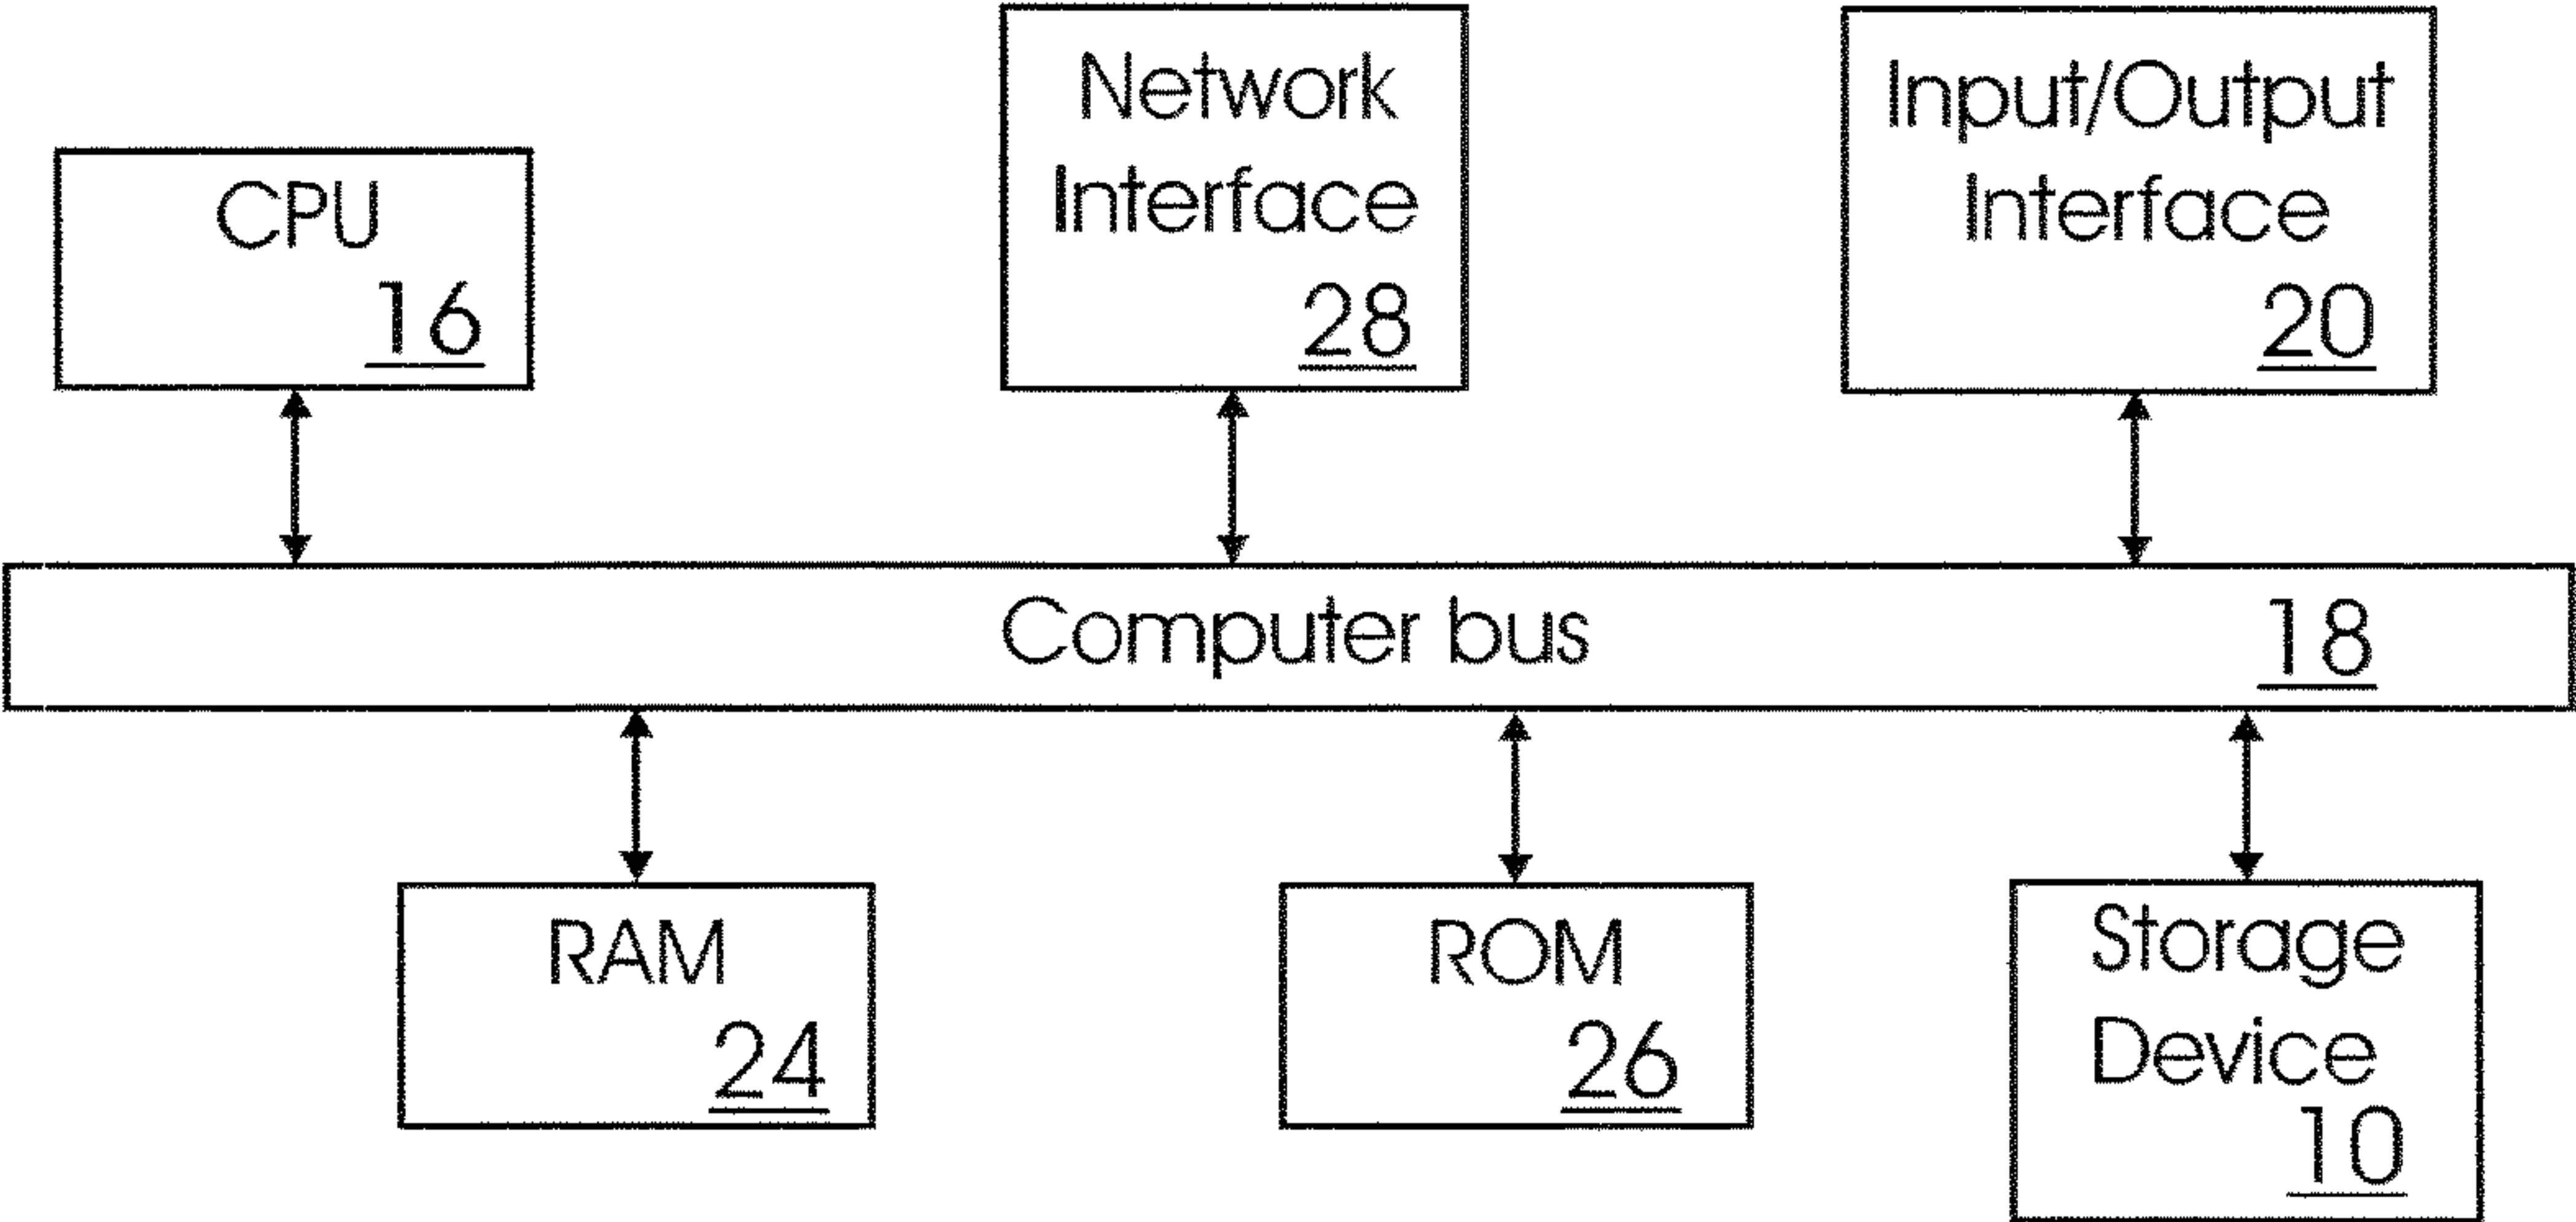 CPU
16
Network
Interface
28
Input/Output
Interface
20
Computer bus
18
RAM
24
ROM
26
Storage
Device
10